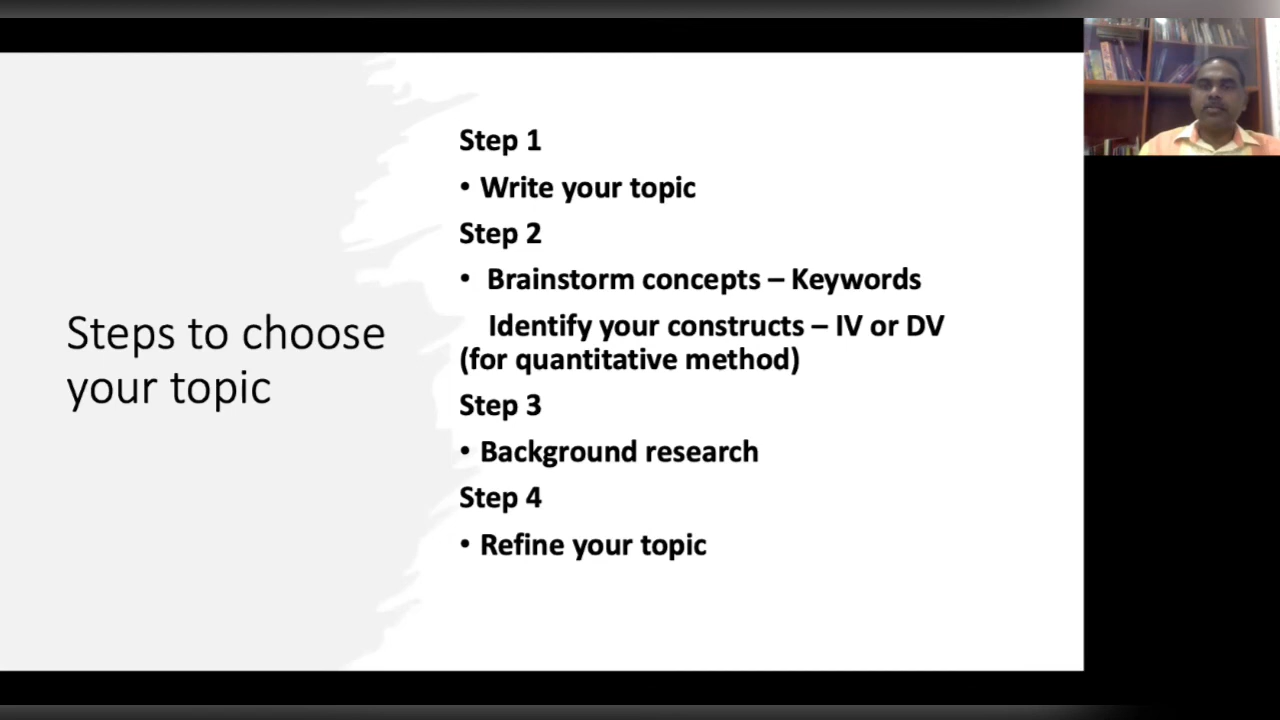 Steps to choose
your topic
Step 1
• Write your topic
Step 2
• Brainstorm concepts – Keywords
Identify your constructs – IV or DV
(for quantitative method)
Step 3
• Background research
Step 4
• Refine your topic